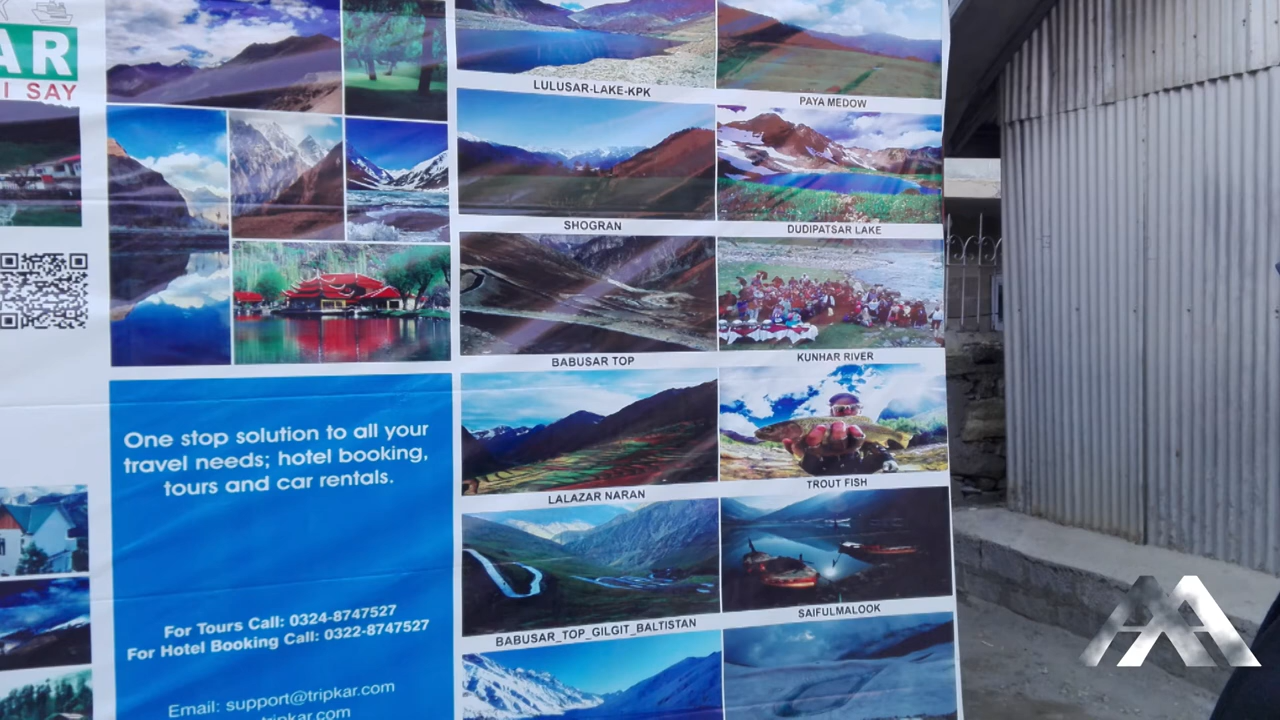 AR
I SAY
LULUSAR-LAKE-KPK
PAYA MEDOW
SHOGRAN
DUDIPATSAR LAKE
BABUSAR TOP
KUNHAR RIVER
LALAZAR NARAN
TROUT FISH
BABUSAR_TOP_GILGIT_BALTISTAN
SAIFULMALOOK
One stop solution to all your
travel needs; hotel booking,
tours and car rentals.
For Tours Call: 0324-8747527
For Hotel Booking Call: 0322-8747527
Email: support@tripkar.com
tripkar.com